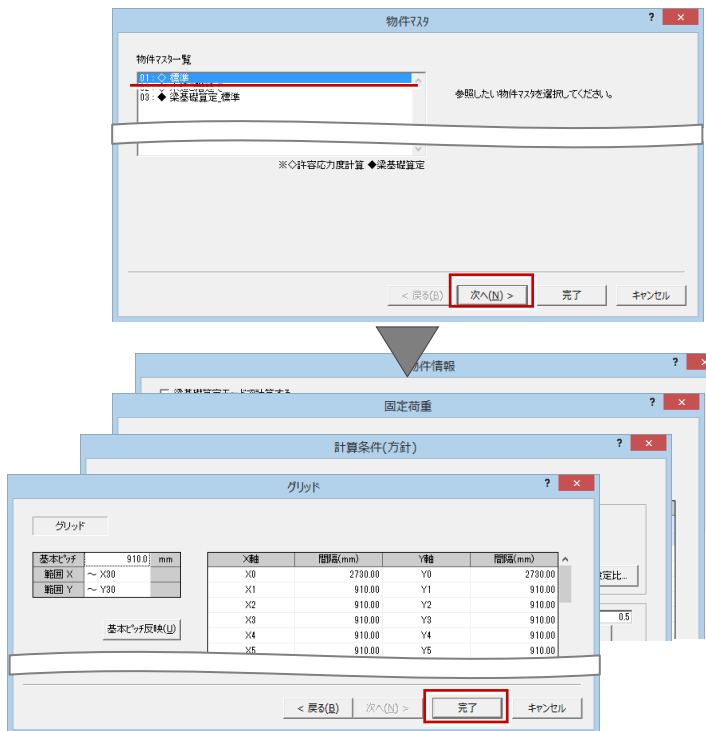 物件マスタ
? ×
物件マスター覧
01:◇ 標準
03:◆ 梁基礎算定_標準
参照したい物件マスタを選択してください。
※◇許容応力度計算 ◆梁基礎算定
< 戻る(B)
次へ(N) >
完了
キャンセル
物件情報
? ×
固定荷重
? ×
計算条件(方針)
? ×
グリッド
? ×
グリッド
基本ピッチ 910.0 mm
範囲 X ～ X30
範囲 Y ～ Y30
基本ピッチ反映(U)
X軸 間隔(mm) Y軸 間隔(mm)
X0 2730.00 Y0 2730.00
X1 910.00 Y1 910.00
X2 910.00 Y2 910.00
X3 910.00 Y3 910.00
X4 910.00 Y4 910.00
X5 910.00 Y5 910.00
定比...
0.5
< 戻る(B)
次へ(N) >
完了
キャンセル